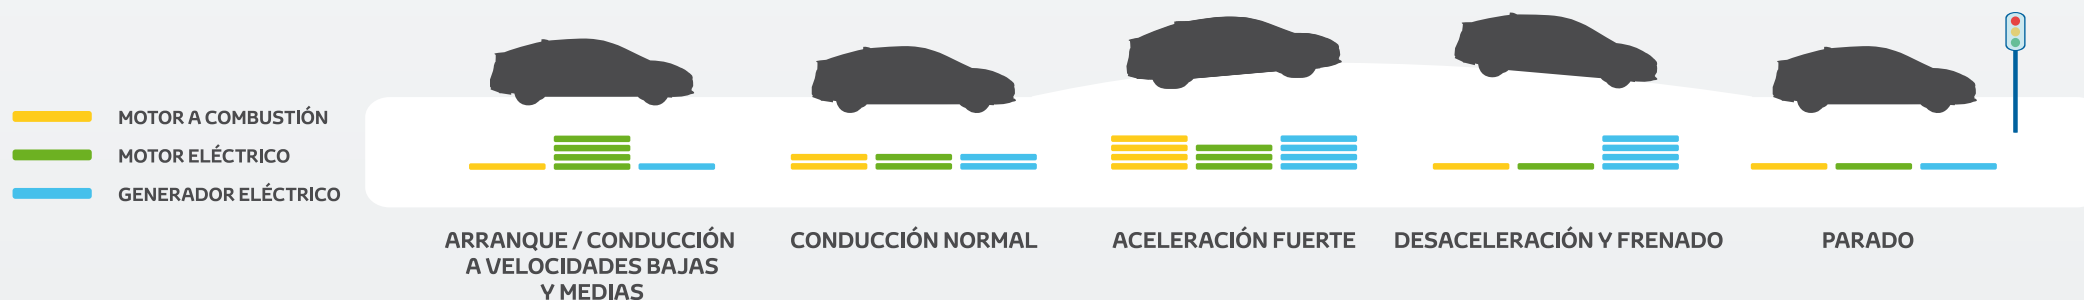 MOTOR A COMBUSTIÓN
MOTOR ELÉCTRICO
GENERADOR ELÉCTRICO
ARRANQUE / CONDUCCIÓN
A VELOCIDADES BAJAS
Y MEDIAS
CONDUCCIÓN NORMAL
ACELERACIÓN FUERTE
DESACELERACIÓN Y FRENADO
PARADO